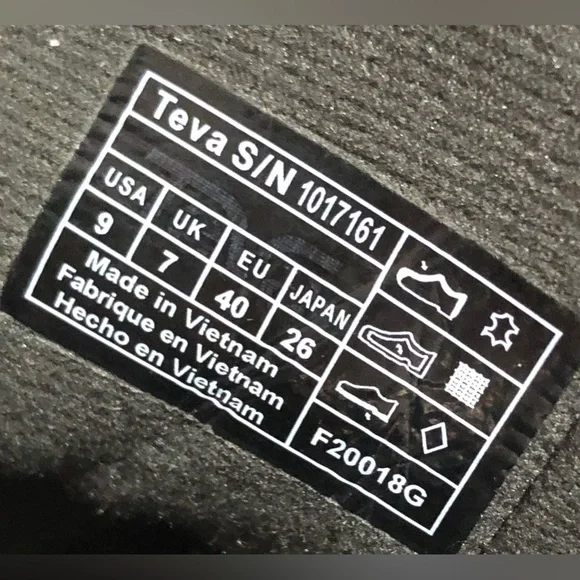 Teva S/N 1017161
USA UK EU JAPAN
9 7 40 26
Made in Vietnam
Fabrique en Vietnam
Hecho en Vietnam
F20018G